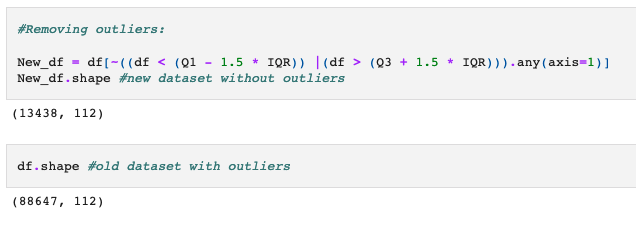 #Removing outliers:
New_df = df[~((df < (Q1 - 1.5 * IQR)) |(df > (Q3 + 1.5 * IQR))).any(axis=1)]
New_df.shape #new dataset without outliers
(13438, 112)
df.shape #old dataset with outliers
(88647, 112)